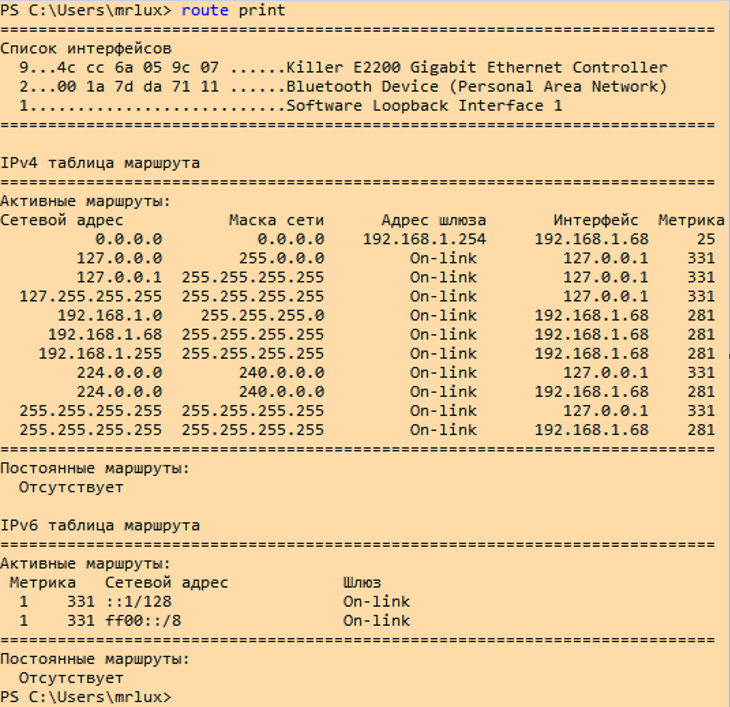 PS C:\Users\mrlux> route print
===========================================================================
Список интерфейсов
  9...4c cc 6a 05 9c 07 ......Killer E2200 Gigabit Ethernet Controller
  2...00 1a 7d da 71 11 ......Bluetooth Device (Personal Area Network)
  1...........................Software Loopback Interface 1
===========================================================================
IPv4 таблица маршрута
===========================================================================
Активные маршруты:
Сетевой адрес           Маска сети      Адрес шлюза       Интерфейс  Метрика
          0.0.0.0          0.0.0.0    192.168.1.254     192.168.1.68     25
        127.0.0.0        255.0.0.0         On-link         127.0.0.1    331
        127.0.0.1  255.255.255.255         On-link         127.0.0.1    331
  127.255.255.255  255.255.255.255         On-link         127.0.0.1    331
      192.168.1.0    255.255.255.0         On-link      192.168.1.68    281
     192.168.1.68  255.255.255.255         On-link      192.168.1.68    281
    192.168.1.255  255.255.255.255         On-link      192.168.1.68    281
        224.0.0.0        240.0.0.0         On-link         127.0.0.1    331
        224.0.0.0        240.0.0.0         On-link      192.168.1.68    281
  255.255.255.255  255.255.255.255         On-link         127.0.0.1    331
  255.255.255.255  255.255.255.255         On-link      192.168.1.68    281
===========================================================================
Постоянные маршруты:
  Отсутствует
IPv6 таблица маршрута
===========================================================================
Активные маршруты:
 Метрика   Сетевой адрес            Шлюз
  1    331 ::1/128                  On-link
  1    331 ff00::/8                 On-link
===========================================================================
Постоянные маршруты:
  Отсутствует
PS C:\Users\mrlux>